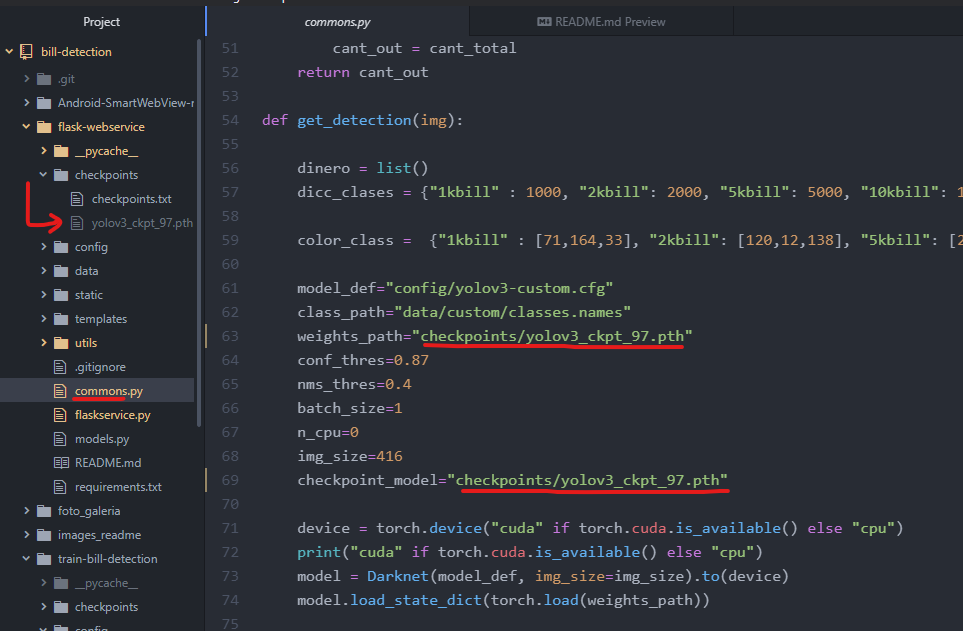 Project
bill-detection
.git
Android-SmartWebView-
flask-webservice
__pycache__
checkpoints
checkpoints.txt
yolov3_ckpt_97.pth
config
data
static
templates
utils
.gitignore
commons.py
flaskservice.py
models.py
README.md
requirements.txt
foto_galeria
images_readme
train-bill-detection
__pycache__
checkpoints
config
commons.py
README.md Preview
51 cant_out = cant_total
52 return cant_out
53
54 def get_detection(img):
55
56 dinero = list()
57 dicc_clases = {"1kbill" : 1000, "2kbill": 2000, "5kbill": 5000, "10kbill": 1
58
59 color_class =  {"1kbill" : [71,164,33], "2kbill": [120,12,138], "5kbill": [2
60
61 model_def="config/yolov3-custom.cfg"
62 class_path="data/custom/classes.names"
63 weights_path="checkpoints/yolov3_ckpt_97.pth"
64 conf_thres=0.87
65 nms_thres=0.4
66 batch_size=1
67 n_cpu=0
68 img_size=416
69 checkpoint_model="checkpoints/yolov3_ckpt_97.pth"
70
71 device = torch.device("cuda" if torch.cuda.is_available() else "cpu")
72 print("cuda" if torch.cuda.is_available() else "cpu")
73 model = Darknet(model_def, img_size=img_size).to(device)
74 model.load_state_dict(torch.load(weights_path))
75